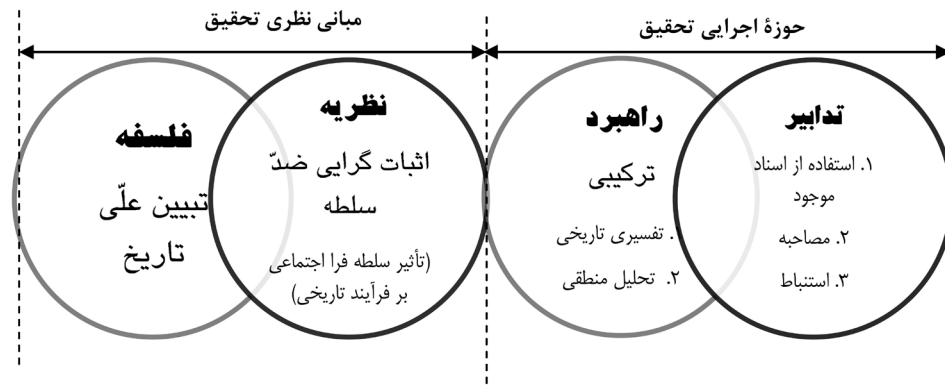 مبانی نظری تحقیق
حوزهٔ اجرایی تحقیق
تدابیر
۱. استفاده از اسناد
موجود
۲. مصاحبه
۳. استنباط
راهبرد
ترکیبی
. تفسیری تاریخی
۲. تحلیل منطقی
نظریه
اثبات گرایی ضدّ
سلطه
(تأثیر سلطه فرا اجتماعی
بر فرآیند تاریخی)
فلسفه
تبیین علّی
تاریخ